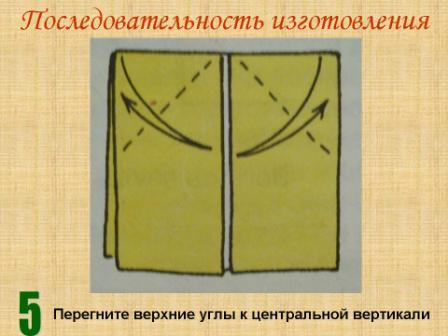 Последовательность изготовления
5 Перегните верхние углы к центральной вертикали